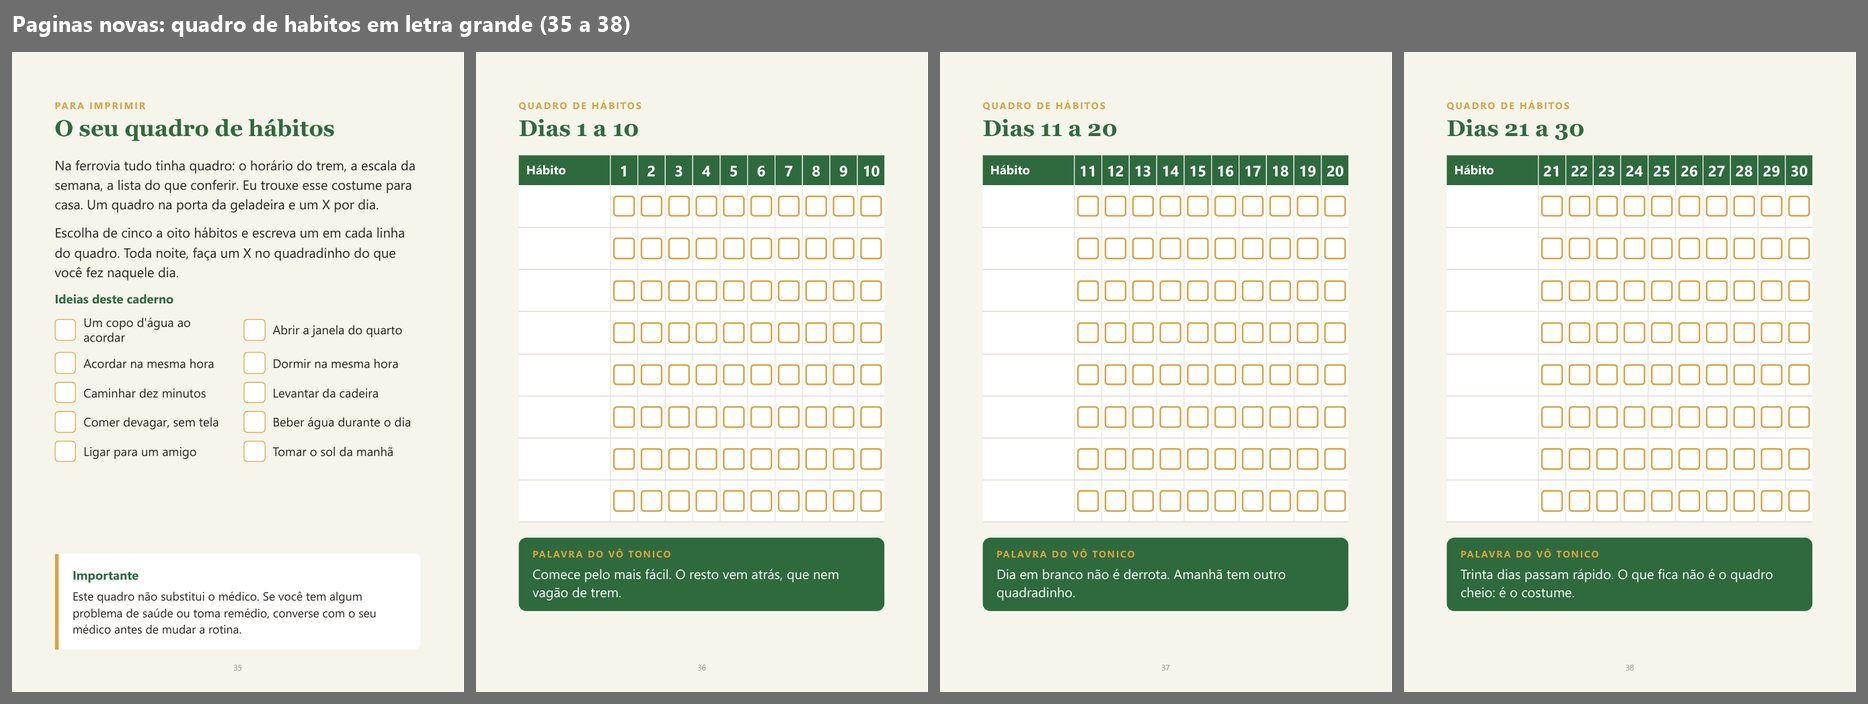 Paginas novas: quadro de habitos em letra grande (35 a 38)
PARA IMPRIMIR
O seu quadro de hábitos
Na ferrovia tudo tinha quadro: o horário do trem, a escala da
semana, a lista do que conferir. Eu trouxe esse costume para
casa. Um quadro na porta da geladeira e um X por dia.
Escolha de cinco a oito hábitos e escreva um em cada linha
do quadro. Toda noite, faça um X no quadradinho do que
você fez naquele dia.
Ideias deste caderno
Um copo d'água ao
acordar
Abrir a janela do quarto
Acordar na mesma hora
Dormir na mesma hora
Caminhar dez minutos
Levantar da cadeira
Comer devagar, sem tela
Beber água durante o dia
Ligar para um amigo
Tomar o sol da manhã
Importante
Este quadro não substitui o médico. Se você tem algum
problema de saúde ou toma remédio, converse com o seu
médico antes de mudar a rotina.
35
QUADRO DE HÁBITOS
Dias 1 a 10
Hábito 1 2 3 4 5 6 7 8 9 10
PALAVRA DO VÔ TONICO
Comece pelo mais fácil. O resto vem atrás, que nem
vagão de trem.
36
QUADRO DE HÁBITOS
Dias 11 a 20
Hábito 11 12 13 14 15 16 17 18 19 20
PALAVRA DO VÔ TONICO
Dia em branco não é derrota. Amanhã tem outro
quadradinho.
37
QUADRO DE HÁBITOS
Dias 21 a 30
Hábito 21 22 23 24 25 26 27 28 29 30
PALAVRA DO VÔ TONICO
Trinta dias passam rápido. O que fica não é o quadro
cheio: é o costume.
38